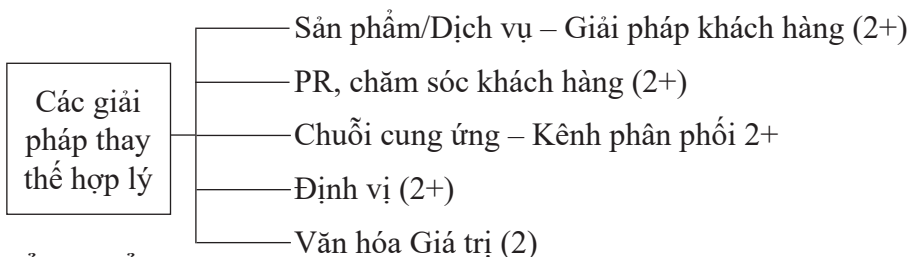 Các giải
pháp thay
thế hợp lý
Sản phẩm/Dịch vụ – Giải pháp khách hàng (2+)
PR, chăm sóc khách hàng (2+)
Chuỗi cung ứng – Kênh phân phối 2+
Định vị (2+)
Văn hóa Giá trị (2)